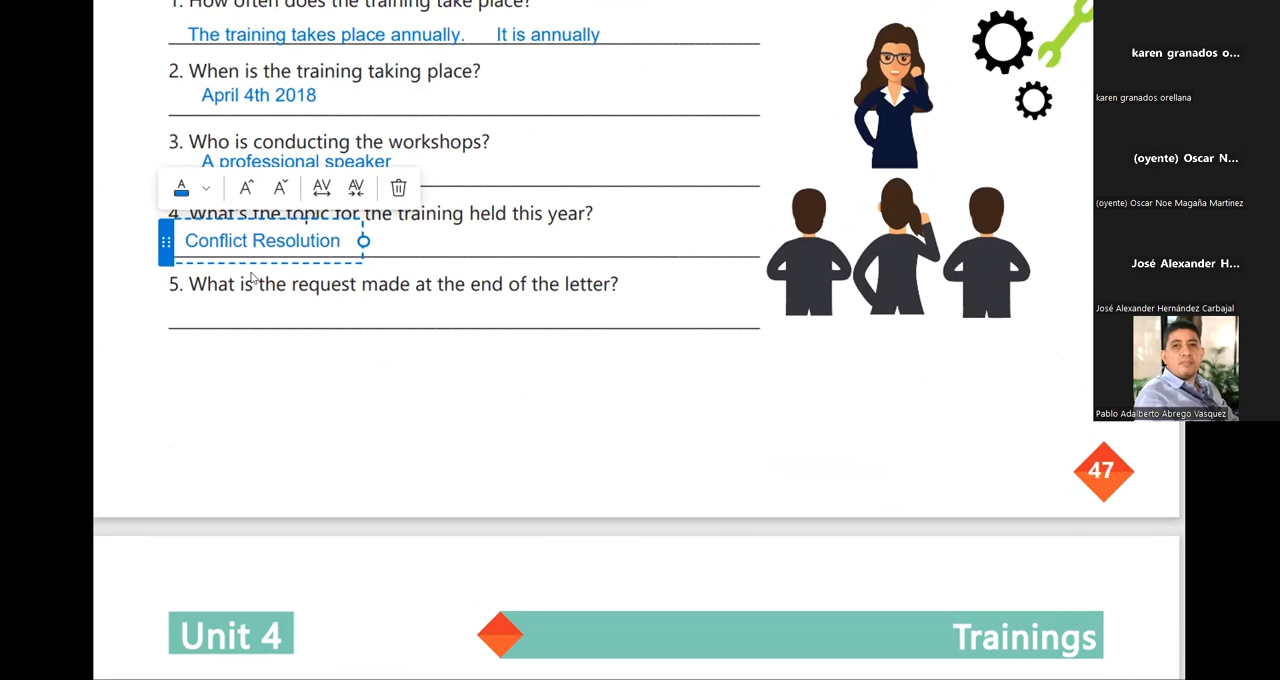 1. How often does the training take place?
The training takes place annually. It is annually
2. When is the training taking place?
April 4th 2018
3. Who is conducting the workshops?
A professional speaker
4. What's the topic for the training held this year?
Conflict Resolution
5. What is the request made at the end of the letter?
47
Unit 4
Trainings
karen granados o...
karen granados orellana
(oyente) Oscar N...
(oyente) Oscar Noe Magaña Martinez
José Alexander H...
José Alexander Hernández Carbajal
Pablo Adalberto Abrego Vasquez